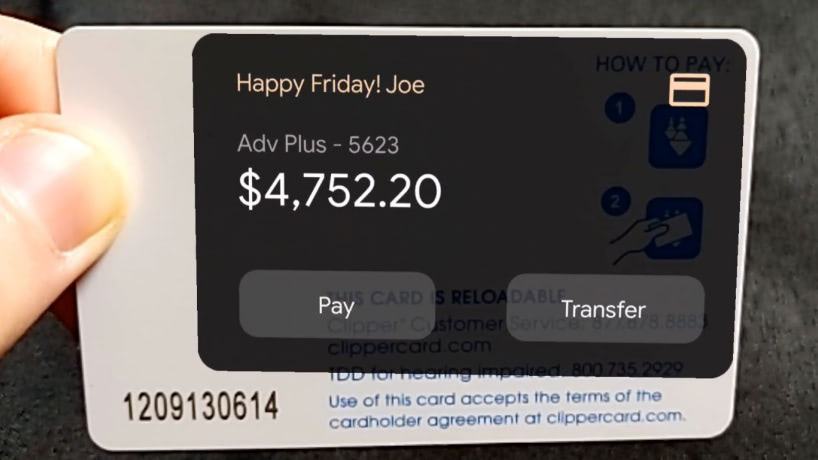 HOW TO PAY:
Happy Friday! Joe
1
Adv Plus - 5623
$4,752.20
2
Pay
Transfer
THIS CARD IS RELOADABLE
Clipper® Customer Service: 877.878.8883
clippercard.com
TDD for hearing impaired: 800.735.2929
1209130614
Use of this card accepts the terms of the
cardholder agreement at clippercard.com.